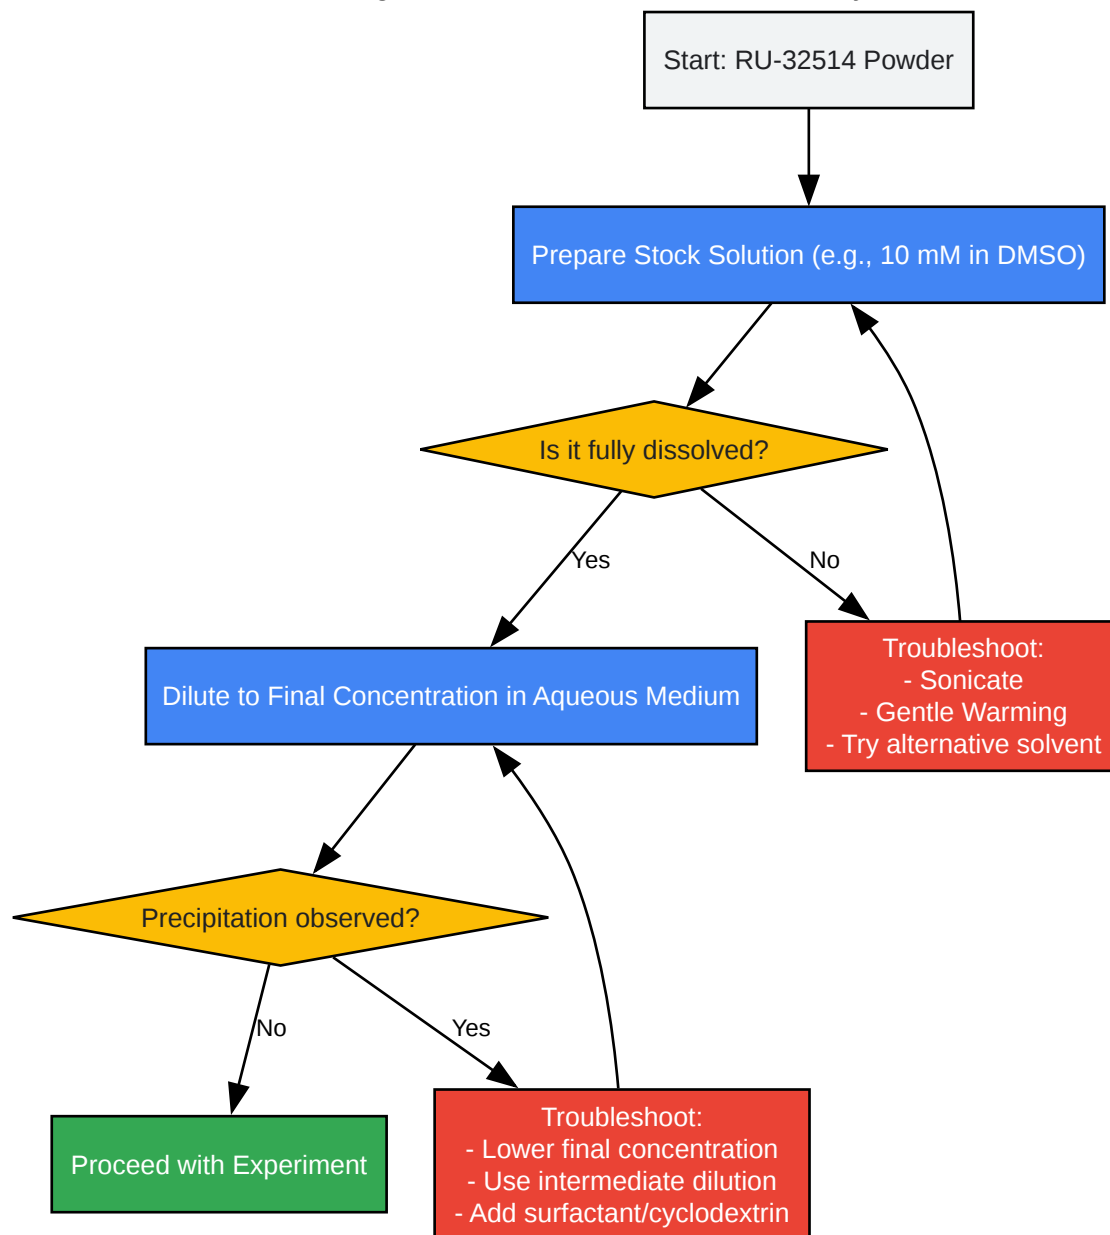 Start: RU-32514 Powder
Prepare Stock Solution (e.g., 10 mM in DMSO)
Is it fully dissolved?
Yes
No
Troubleshoot:
- Sonicate
- Gentle Warming
- Try alternative solvent
Dilute to Final Concentration in Aqueous Medium
Precipitation observed?
No
Yes
Proceed with Experiment
Troubleshoot:
- Lower final concentration
- Use intermediate dilution
- Add surfactant/cyclodextrin